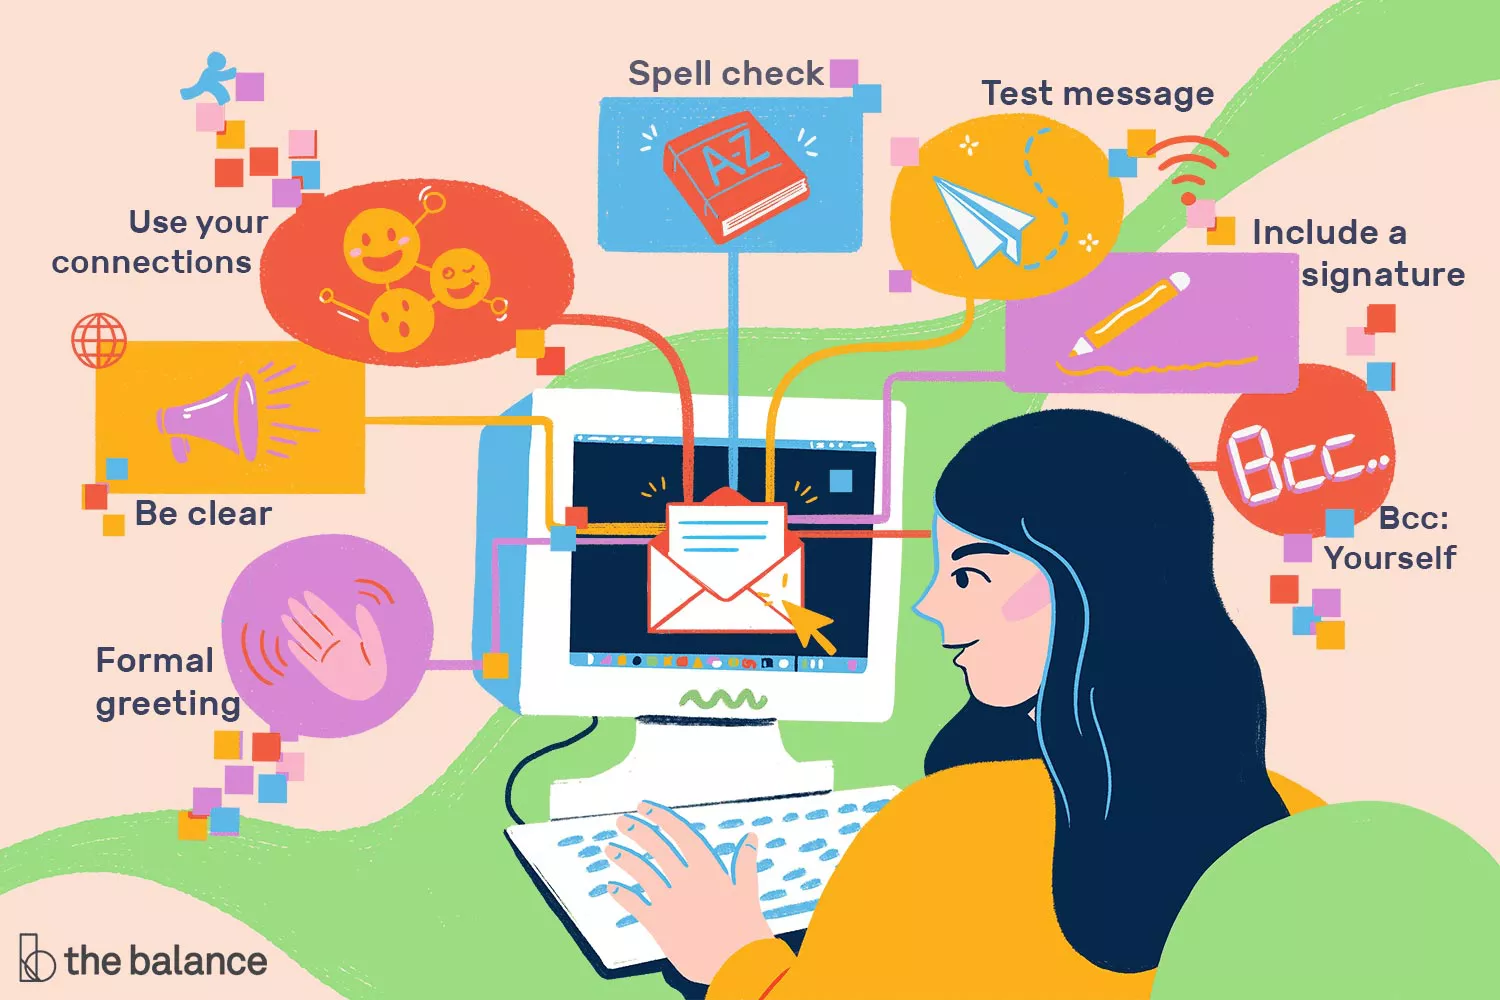 Spell check
Test message
A-Z
Use your
connections
Include a
signature
Be clear
Bcc..
Bcc:
Yourself
Formal
greeting
the balance